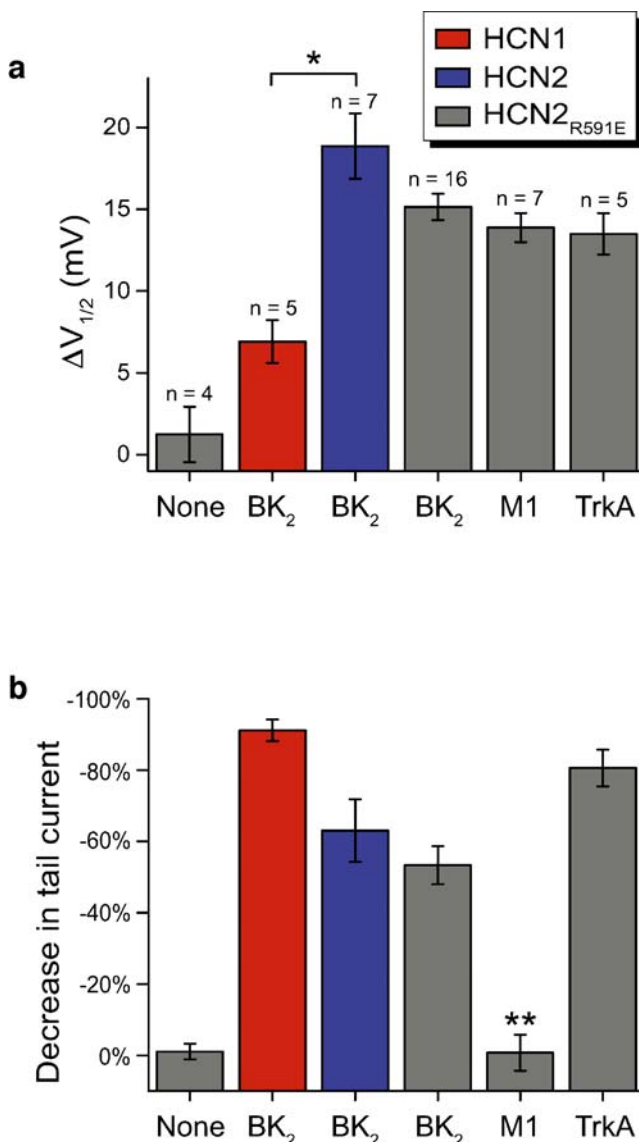 a
HCN1
HCN2
HCN2R591E
*
n = 7
n = 16
n = 7
n = 5
n = 5
n = 4
20
15
10
5
0
ΔV1/2 (mV)
None BK2 BK2 BK2 M1 TrkA
b
-100%
-80%
-60%
-40%
-20%
0%
Decrease in tail current
**
None BK2 BK2 BK2 M1 TrkA